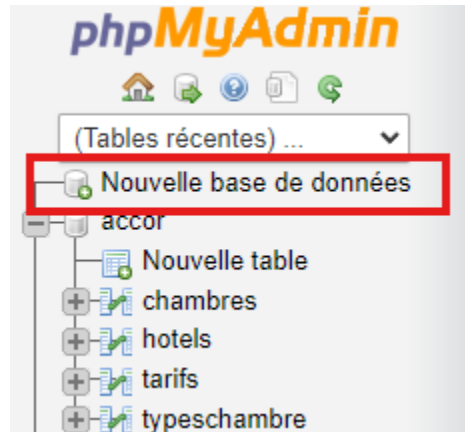 phpMyAdmin
(Tables récentes) ...
Nouvelle base de données
accor
Nouvelle table
chambres
hotels
tarifs
typeschambre